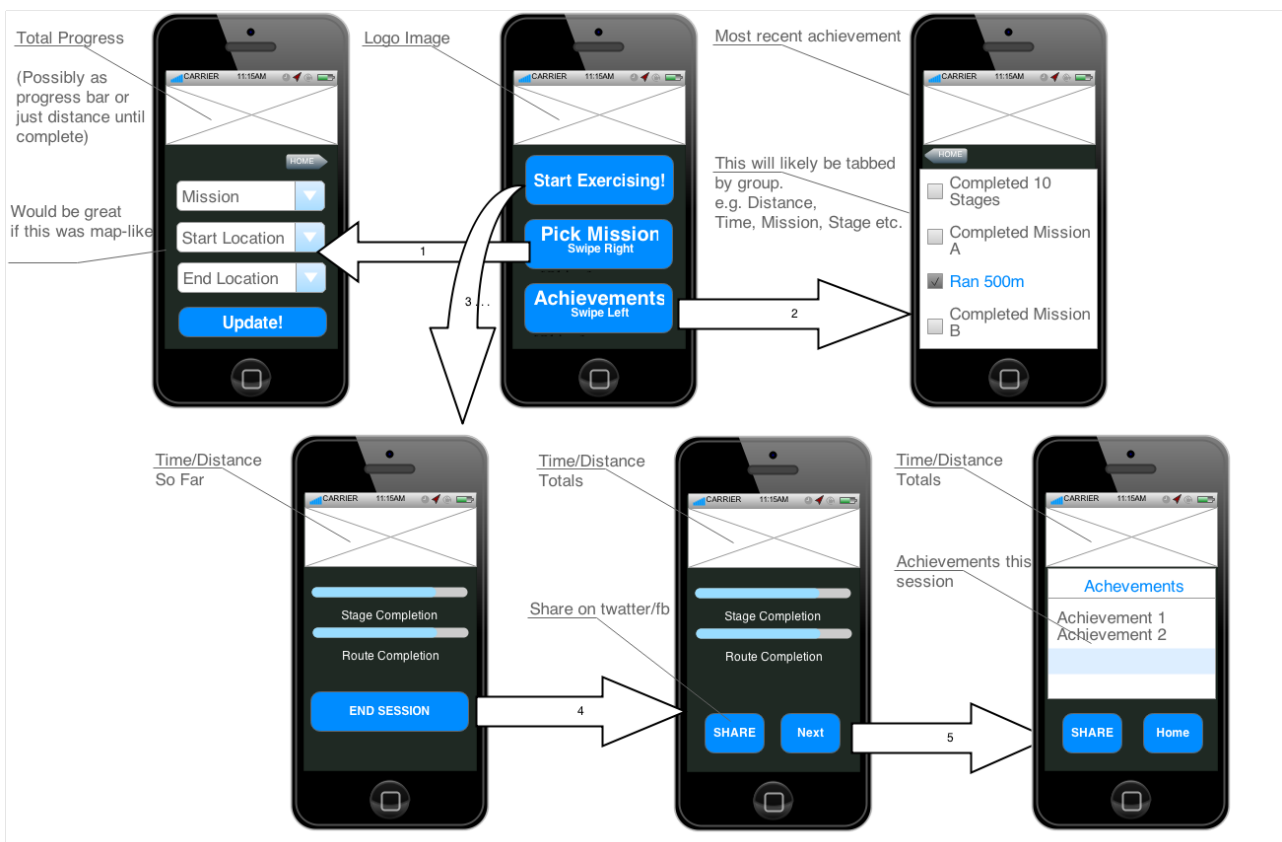 Total Progress
(Possibly as
progress bar or
just distance until
complete)
Would be great
if this was map-like
CARRIER 11:15AM
HOME
Mission
Start Location
End Location
Update!
1
Logo Image
CARRIER 11:15AM
Start Exercising!
Pick Mission
Swipe Right
Achievements
Swipe Left
3 . . .
2
Most recent achievement
This will likely be tabbed
by group.
e.g. Distance,
Time, Mission, Stage etc.
CARRIER 11:15AM
HOME
Completed 10
Stages
Completed Mission
A
Ran 500m
Completed Mission
B
Time/Distance
So Far
CARRIER 11:15AM
Stage Completion
Route Completion
END SESSION
4
Time/Distance
Totals
Share on twatter/fb
CARRIER 11:15AM
Stage Completion
Route Completion
SHARE Next
5
Time/Distance
Totals
Achievements this
session
CARRIER 11:15AM
Achevements
Achievement 1
Achievement 2
SHARE Home